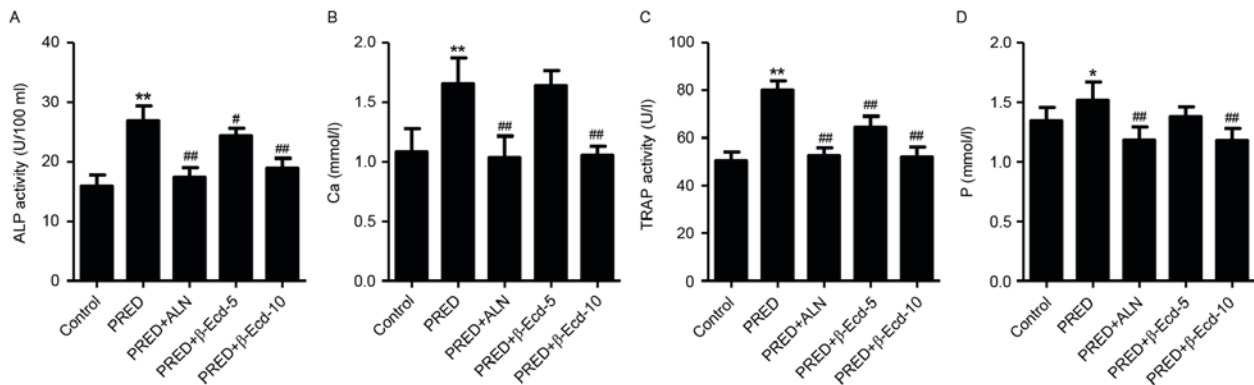 A
ALP activity (U/100 ml)
40
30
20
10
0
**
##
#
##
Control
PRED
PRED+ALN
PRED+β-Ecd-5
PRED+β-Ecd-10
B
Ca (mmol/l)
2.0
1.5
1.0
0.5
0.0
**
##
##
Control
PRED
PRED+ALN
PRED+β-Ecd-5
PRED+β-Ecd-10
C
TRAP activity (U/l)
100
80
60
40
20
0
**
##
##
##
Control
PRED
PRED+ALN
PRED+β-Ecd-5
PRED+β-Ecd-10
D
P (mmol/l)
2.0
1.5
1.0
0.5
0.0
*
##
##
Control
PRED
PRED+ALN
PRED+β-Ecd-5
PRED+β-Ecd-10